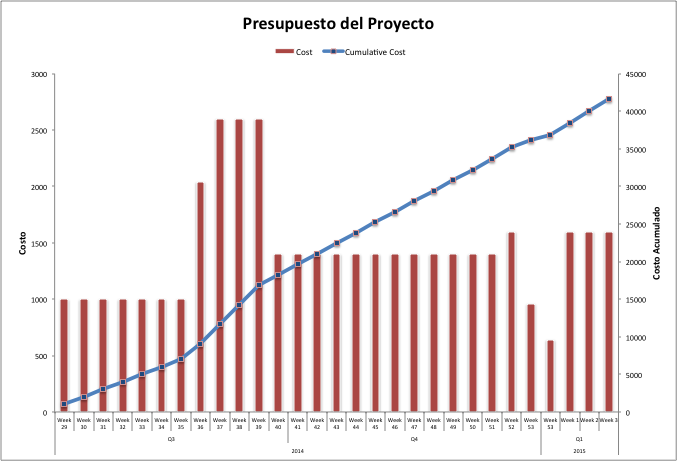 Presupuesto del Proyecto
Cost Cumulative Cost
3000 45000
2500 40000
2000 35000
1500 30000
1000 25000
500 20000
0 15000
10000
5000
0
Costo
Costo Acumulado
Week 29 Week 30 Week 31 Week 32 Week 33 Week 34 Week 35 Week 36 Week 37 Week 38 Week 39 Week 40 Week 41 Week 42 Week 43 Week 44 Week 45 Week 46 Week 47 Week 48 Week 49 Week 50 Week 51 Week 52 Week 53 Week 53 Week 1 Week 2 Week 3
Q3 Q4 Q1
2014 2015